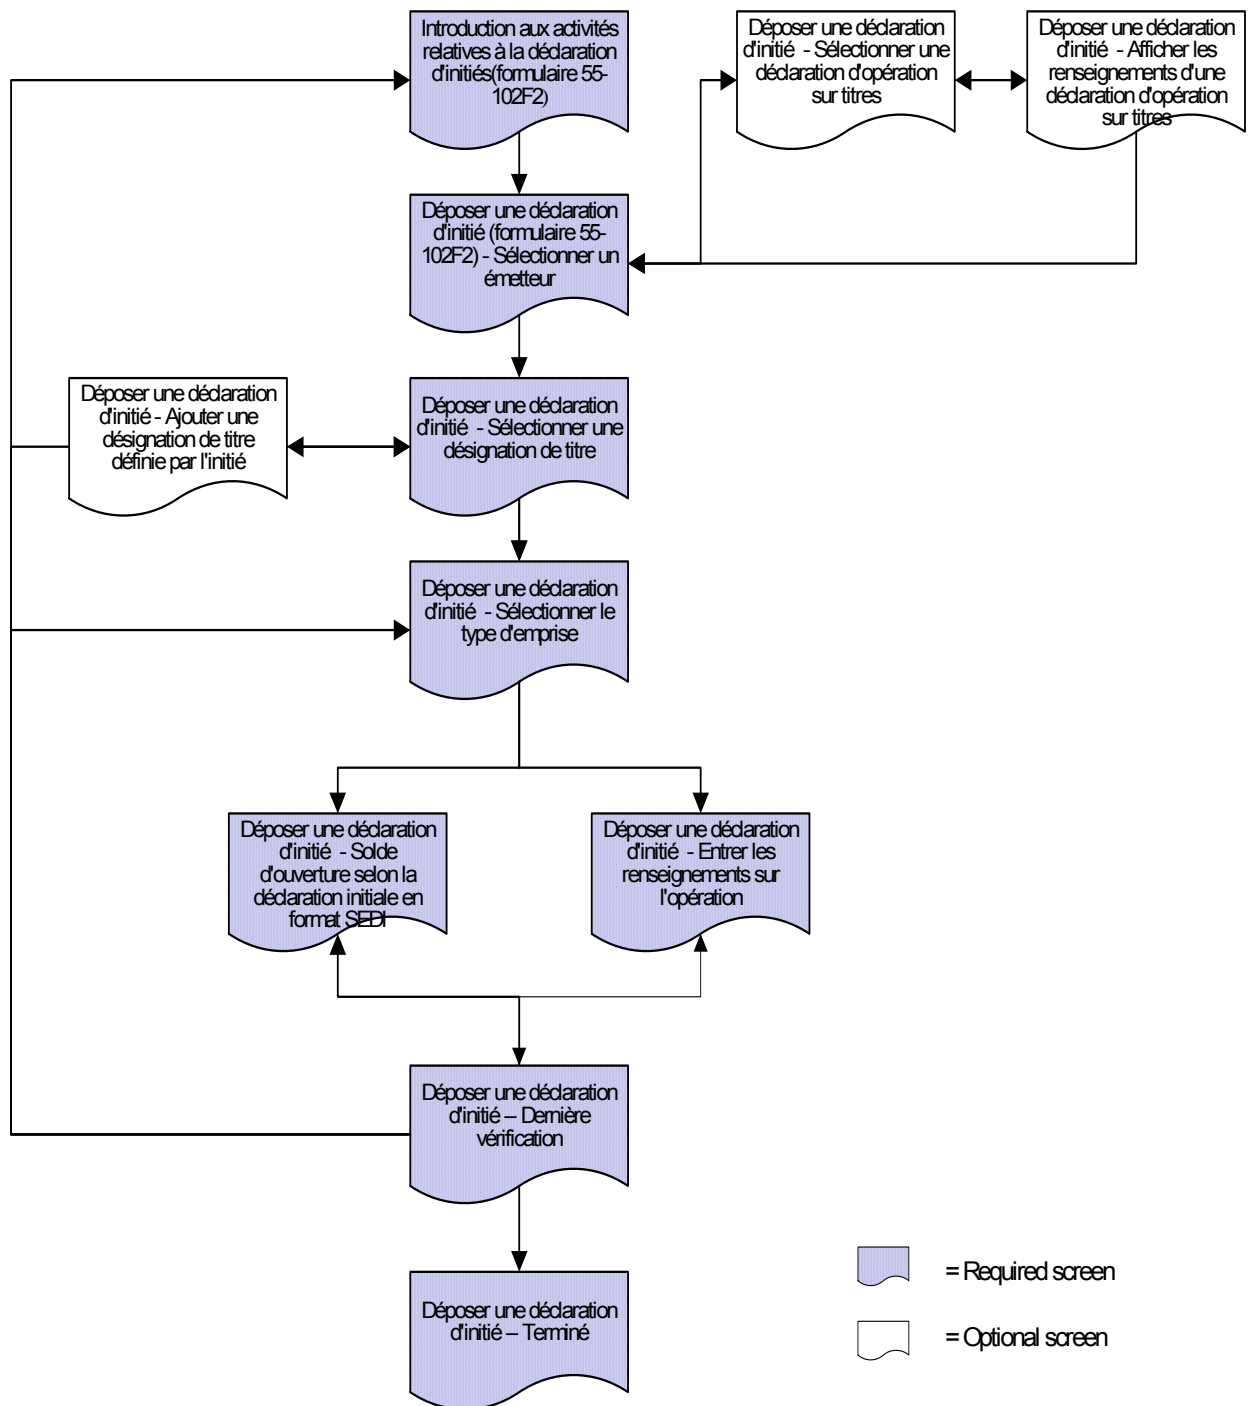 Introduction aux activités
relatives à la déclaration
d'initiés(formulaire 55-
102F2)
Déposer une déclaration
d'initié - Sélectionner une
déclaration d'opération
sur titres
Déposer une déclaration
d'initié - Afficher les
renseignements d'une
déclaration d'opération
sur titres
Déposer une déclaration
d'initié (formulaire 55-
102F2) - Sélectionner un
émetteur
Déposer une déclaration
d'initié - Ajouter une
désignation de titre
définie par l'initié
Déposer une déclaration
d'initié - Sélectionner une
désignation de titre
Déposer une déclaration
d'initié - Sélectionner le
type d'emprise
Déposer une déclaration
d'initié - Solde
d'ouverture selon la
déclaration initiale en
format SEDI
Déposer une déclaration
d'initié - Entrer les
renseignements sur
l'opération
Déposer une déclaration
d'initié – Dernière
vérification
Déposer une déclaration
d'initié – Terminé
= Required screen
= Optional screen